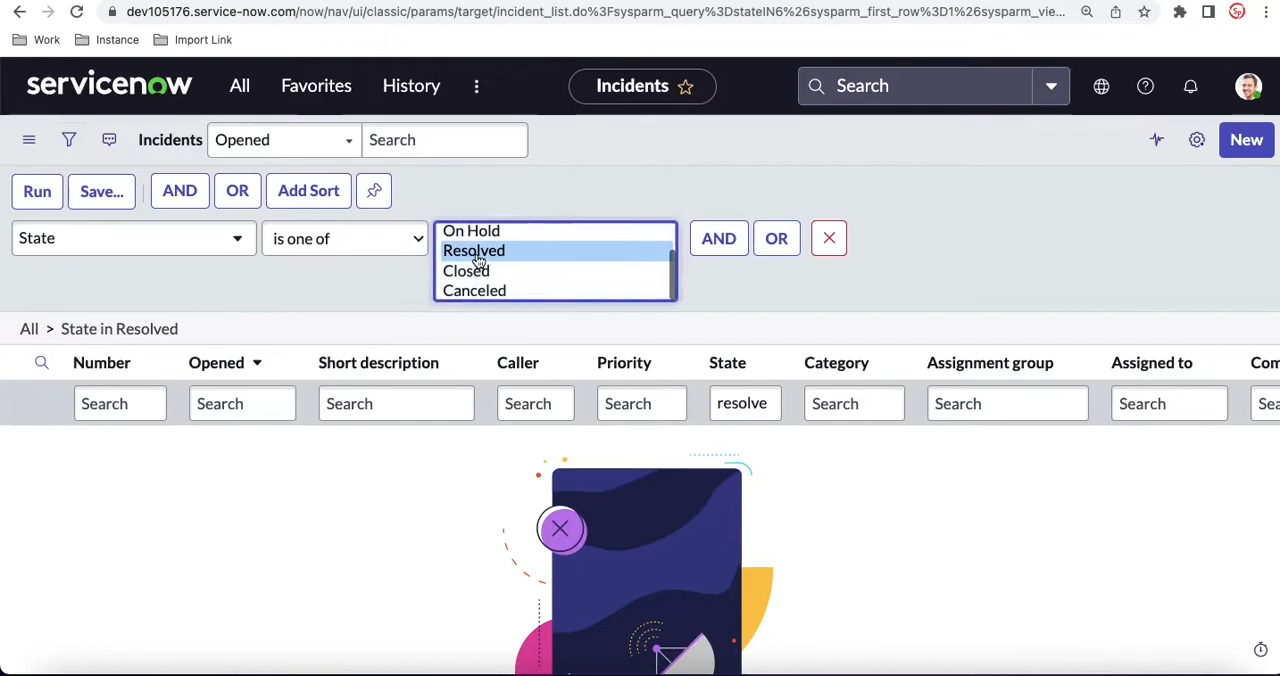 dev105176.service-now.com/now/nav/ui/classic/params/target/incident_list.do%3Fsysparm_query%3DstateIN6%26sysparm_first_row%3D1%26sysparm_vie...
Work Instance Import Link
servicenow All Favorites History Incidents Search
Incidents Opened Search New
Run Save... AND OR Add Sort
State is one of On Hold AND OR
Resolved
Closed
Canceled
All > State in Resolved
Number Opened Short description Caller Priority State Category Assignment group Assigned to Com
Search Search Search Search Search resolve Search Search Search Sea